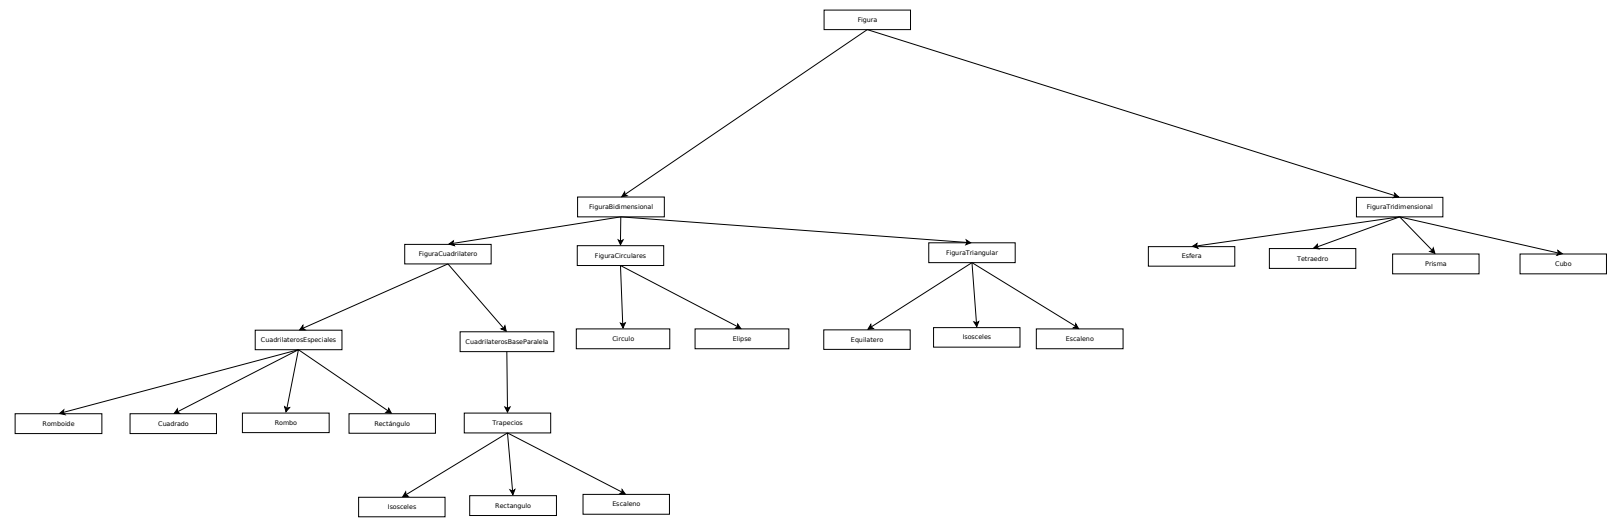 Figura
FiguraBidimensional
FiguraTridimensional
FiguraCuadrilatero
FiguraCirculares
FiguraTriangular
Esfera
Tetraedro
Prisma
Cubo
CuadrilaterosEspeciales
CuadrilaterosBaseParalela
Circulo
Elipse
Equilatero
Isosceles
Escaleno
Romboide
Cuadrado
Rombo
Rectángulo
Trapecios
Isosceles
Rectangulo
Escaleno